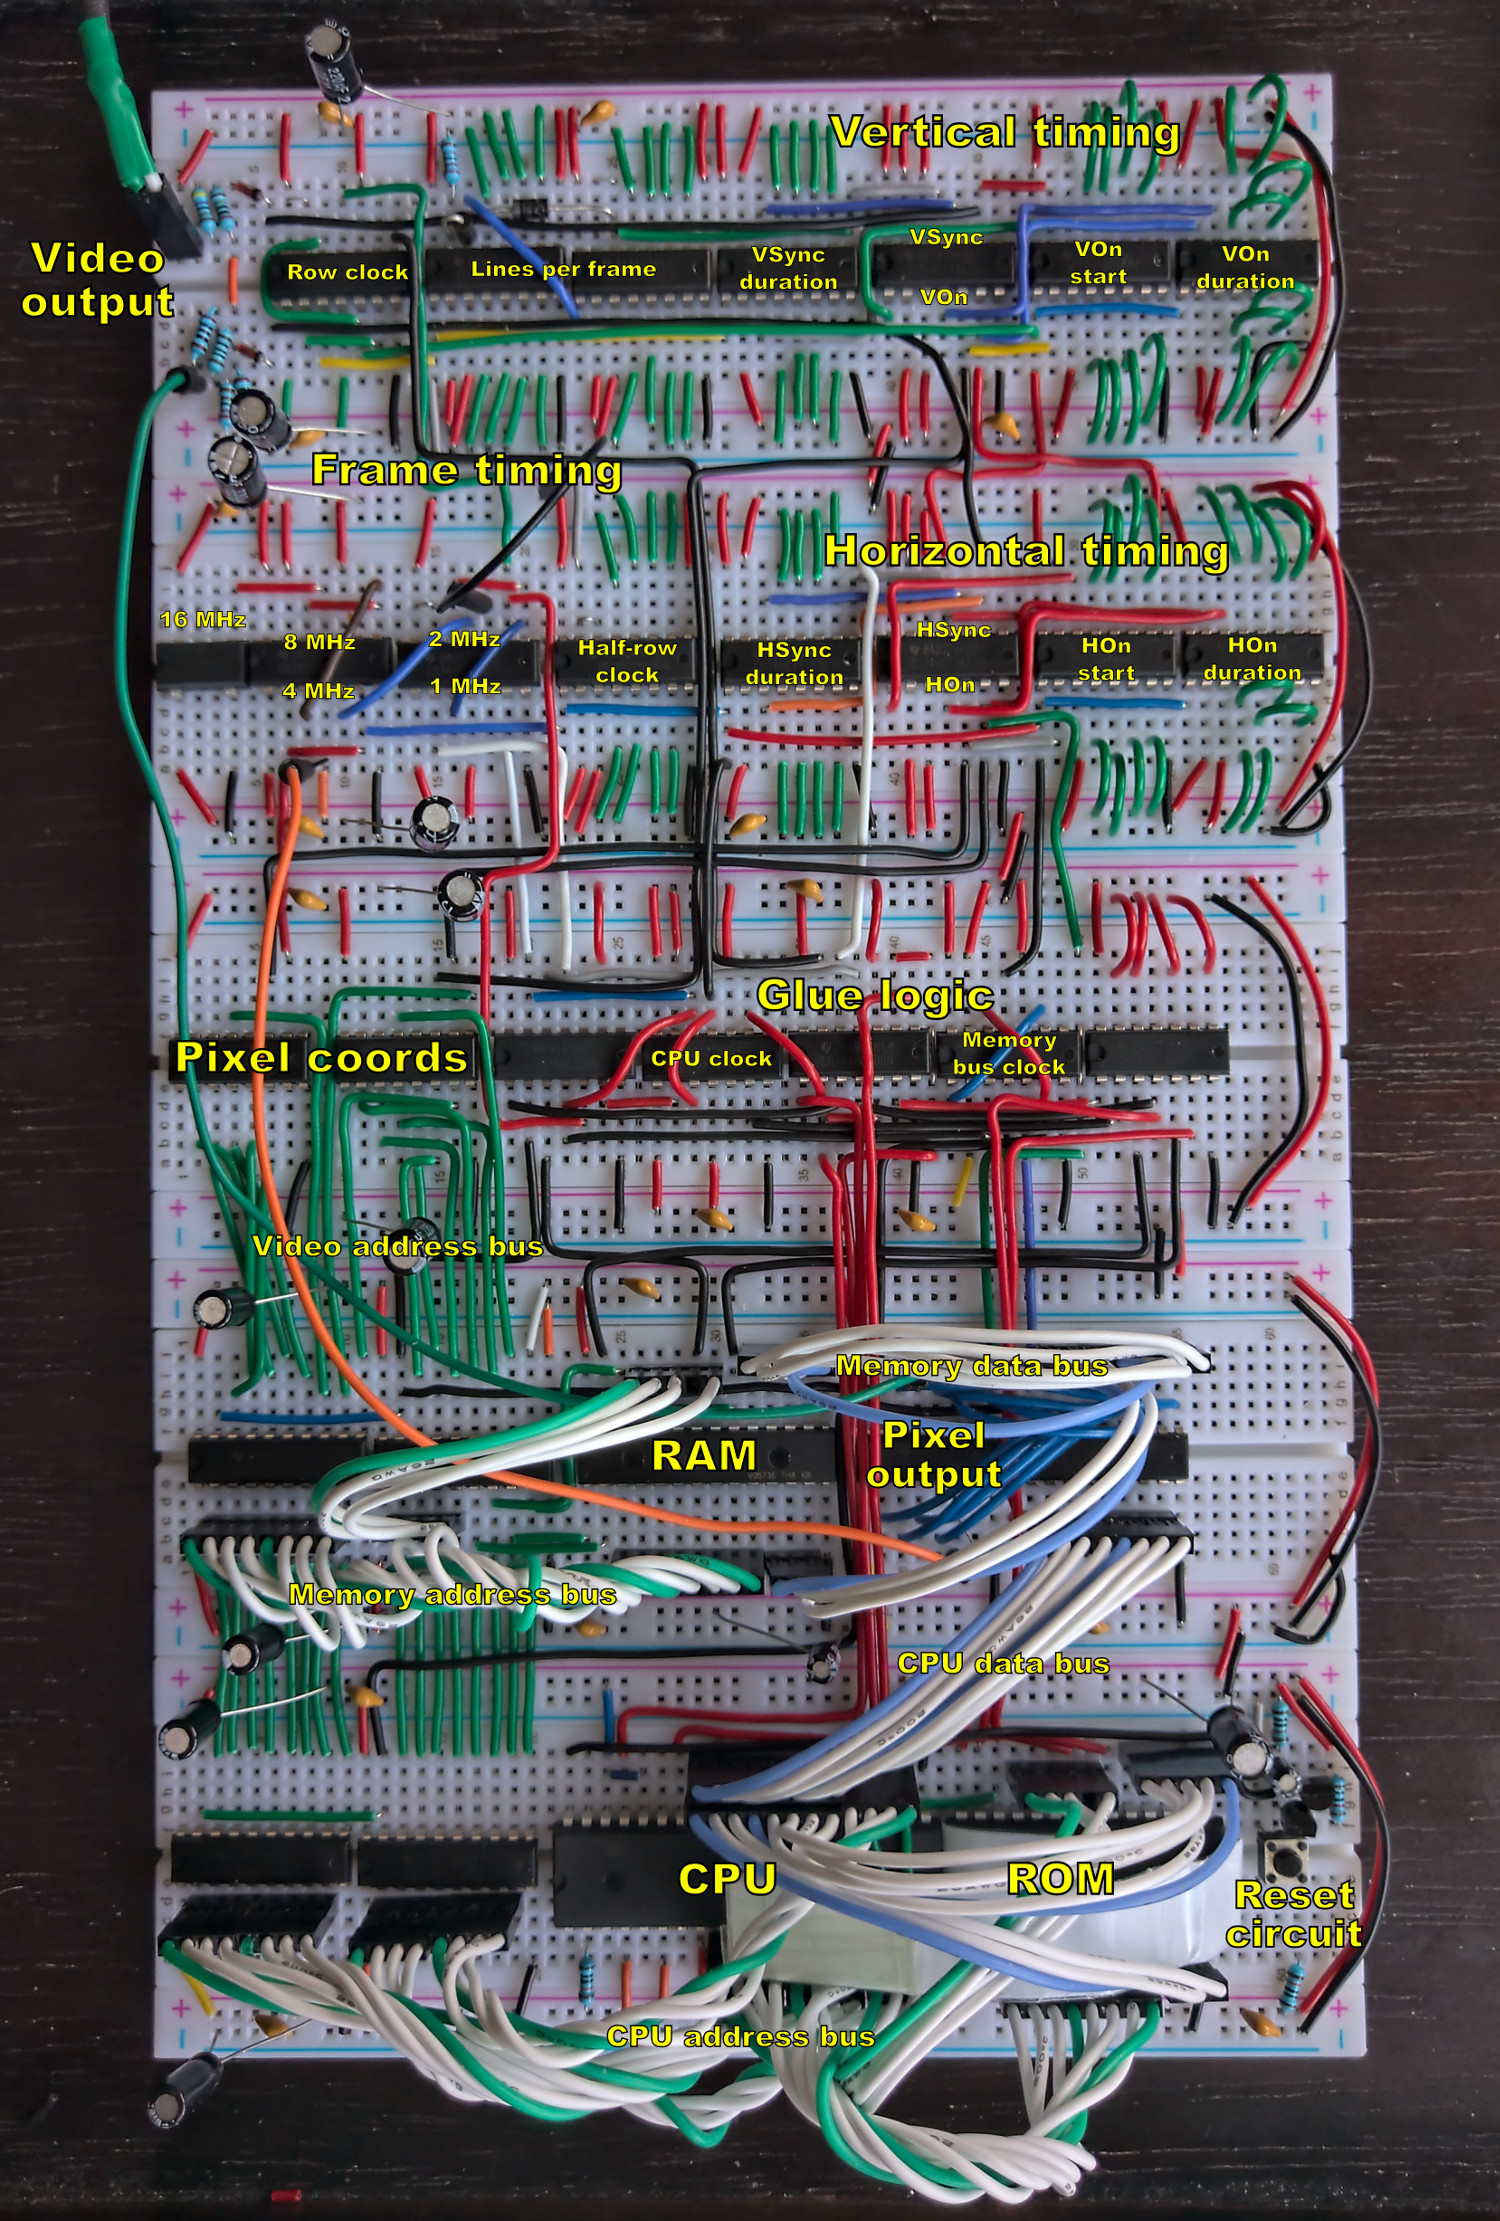 Vertical timing
Video
output
Row clock
Lines per frame
VSync
duration
VSync
VOn
VOn
start
VOn
duration
Frame timing
Horizontal timing
16 MHz
8 MHz
4 MHz
2 MHz
1 MHz
Half-row
clock
HSync
duration
HSync
HOn
HOn
start
HOn
duration
Glue logic
Pixel coords
CPU clock
Memory
bus clock
Video address bus
Memory data bus
RAM
Pixel
output
Memory address bus
CPU data bus
CPU
ROM
Reset
circuit
CPU address bus